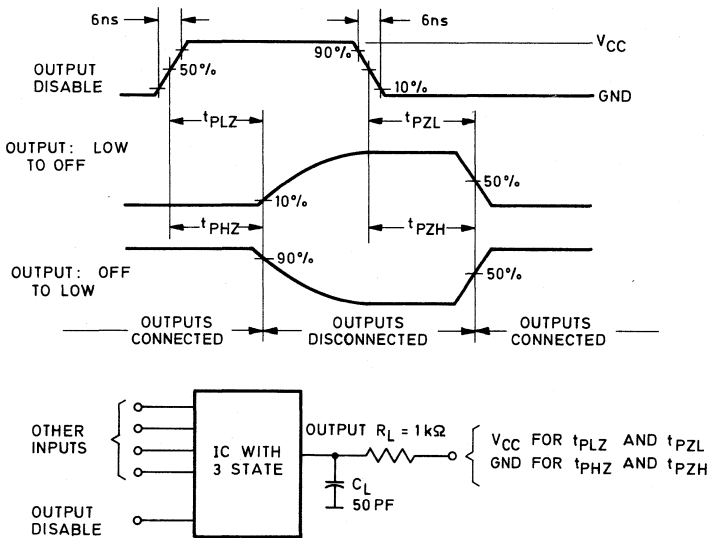 6ns
6ns
VCC
90%
OUTPUT
DISABLE
50%
10%
GND
tPLZ
tPZL
OUTPUT: LOW
TO OFF
10%
50%
tPHZ
tPZH
OUTPUT: OFF
TO LOW
90%
50%
OUTPUTS
CONNECTED
OUTPUTS
DISCONNECTED
OUTPUTS
CONNECTED
OTHER
INPUTS
IC WITH
3 STATE
OUTPUT RL = 1kΩ
VCC FOR tPLZ AND tPZL
GND FOR tPHZ AND tPZH
CL
50PF
OUTPUT
DISABLE